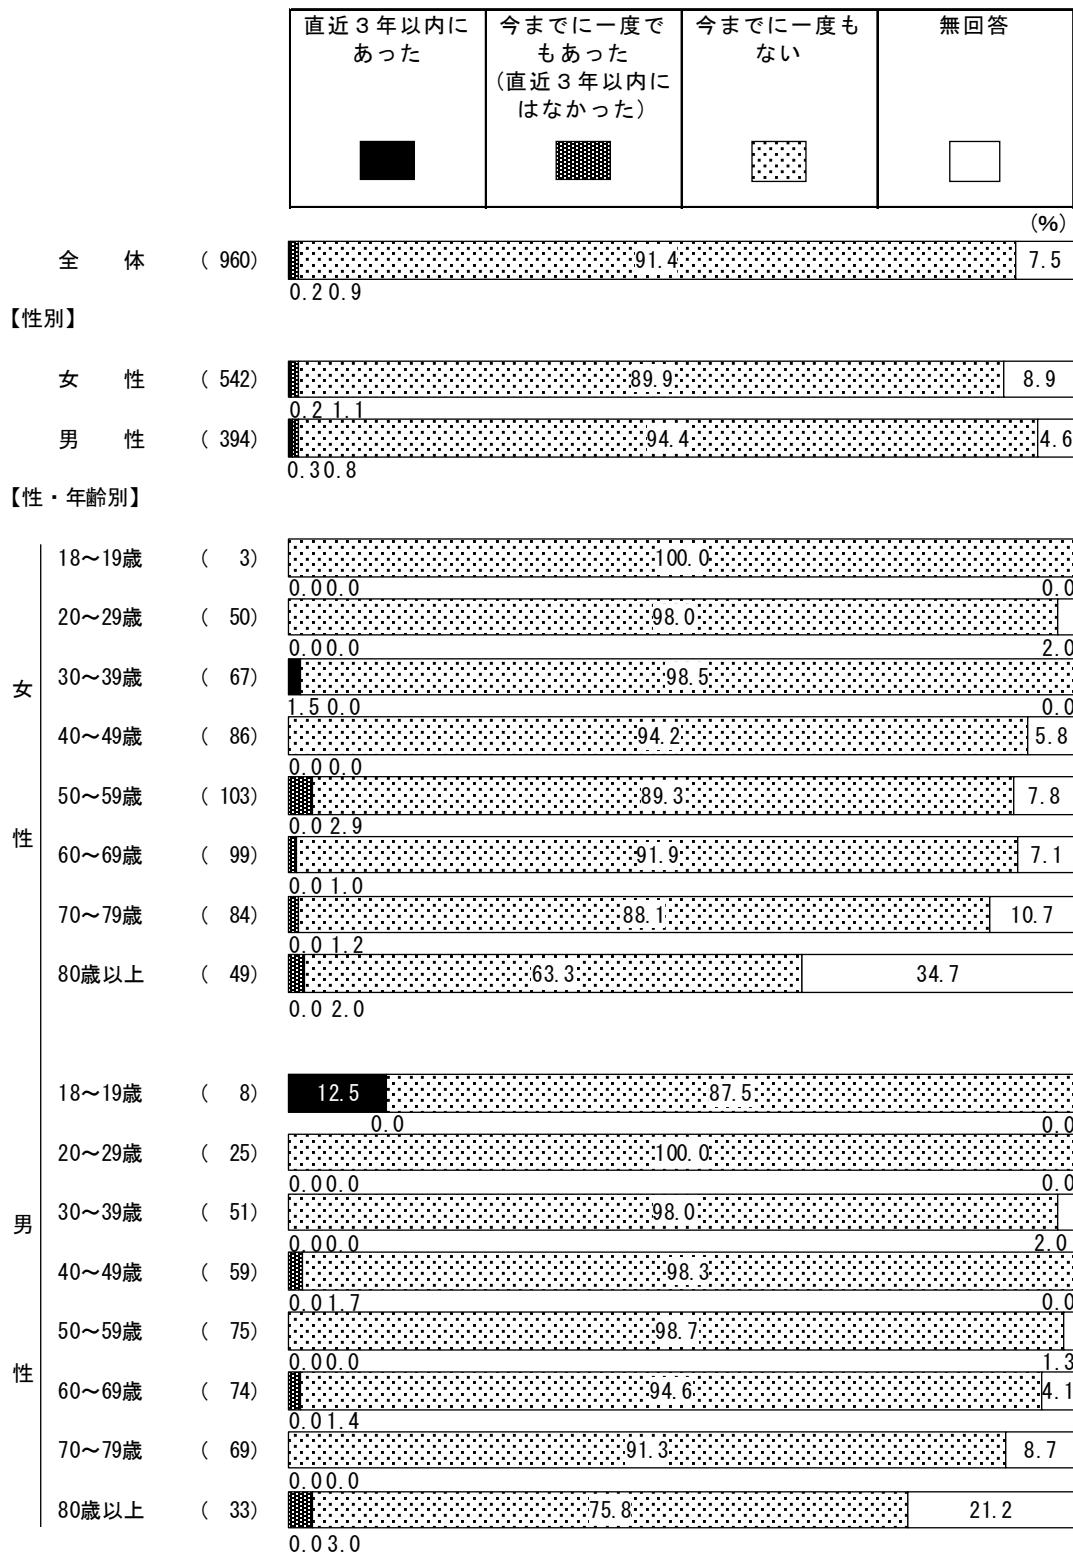 直近３年以内に
あった
今までに一度で
もあった
(直近３年以内に
はなかった)
今までに一度も
ない
無回答
(%)
全　体 ( 960) 91.4 7.5
0.2 0.9
【性別】
女　性 ( 542) 89.9 8.9
0.2 1.1
男　性 ( 394) 94.4 4.6
0.3 0.8
【性・年齢別】
女性
18～19歳 ( 3) 100.0
0.0 0.0 0.0
20～29歳 ( 50) 98.0
0.0 0.0 2.0
30～39歳 ( 67) 98.5
1.5 0.0 0.0
40～49歳 ( 86) 94.2 5.8
0.0 0.0
50～59歳 ( 103) 89.3 7.8
0.0 2.9
60～69歳 ( 99) 91.9 7.1
0.0 1.0
70～79歳 ( 84) 88.1 10.7
0.0 1.2
80歳以上 ( 49) 63.3 34.7
0.0 2.0
男性
18～19歳 ( 8) 12.5 87.5
0.0 0.0
20～29歳 ( 25) 100.0
0.0 0.0 0.0
30～39歳 ( 51) 98.0
0.0 0.0 2.0
40～49歳 ( 59) 98.3
0.0 1.7 0.0
50～59歳 ( 75) 98.7
0.0 0.0 1.3
60～69歳 ( 74) 94.6 4.1
0.0 1.4
70～79歳 ( 69) 91.3 8.7
0.0 0.0
80歳以上 ( 33) 75.8 21.2
0.0 3.0